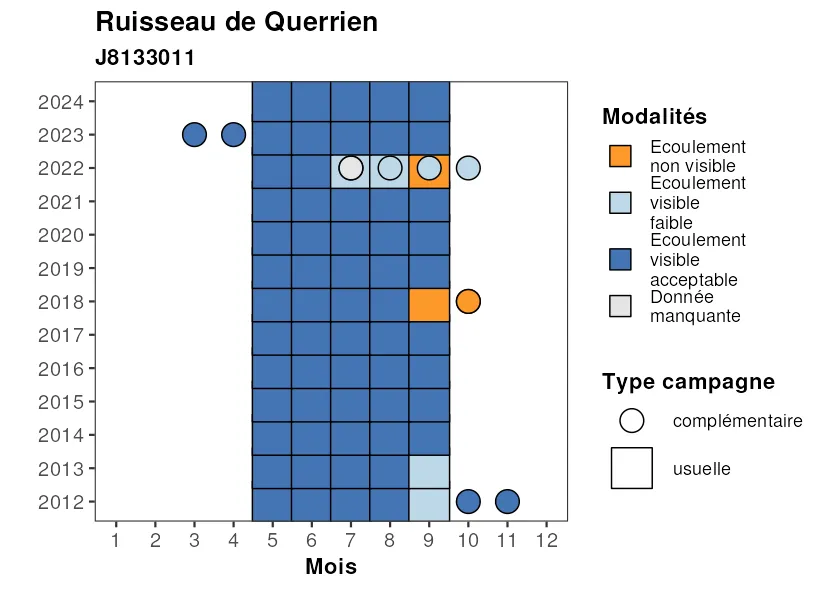 Ruisseau de Querrien
J8133011
2024
2023
2022
2021
2020
2019
2018
2017
2016
2015
2014
2013
2012
1 2 3 4 5 6 7 8 9 10 11 12
Mois
Modalités
Ecoulement
non visible
Ecoulement
visible
faible
Ecoulement
visible
acceptable
Donnée
manquante
Type campagne
complémentaire
usuelle